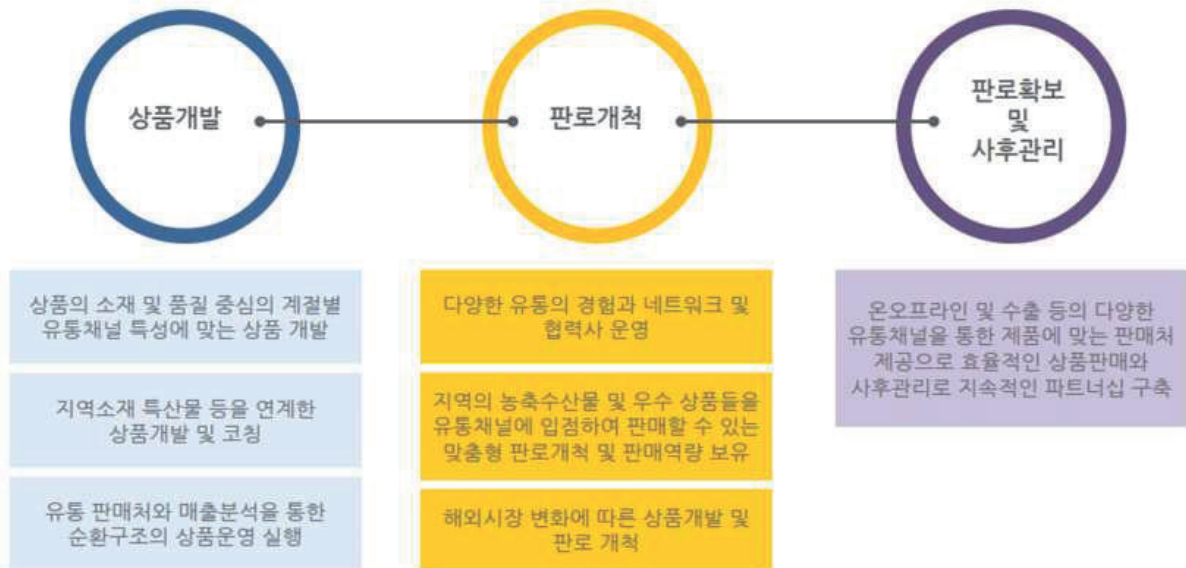 상품개발
판로개척
판로확보
및
사후관리
상품의 소재 및 품질 중심의 계절별
유통채널 특성에 맞는 상품 개발
지역소재 특산물 등을 연계한
상품개발 및 코칭
유통 판매처와 매출분석을 통한
순환구조의 상품운영 실행
다양한 유통의 경험과 네트워크 및
협력사 운영
지역의 농축수산물 및 우수 상품들을
유통채널에 입점하여 판매할 수 있는
맞춤형 판로개척 및 판매역량 보유
해외시장 변화에 따른 상품개발 및
판로 개척
온오프라인 및 수출 등의 다양한
유통채널을 통한 제품에 맞는 판매처
제공으로 효율적인 상품판매와
사후관리로 지속적인 파트너십 구축